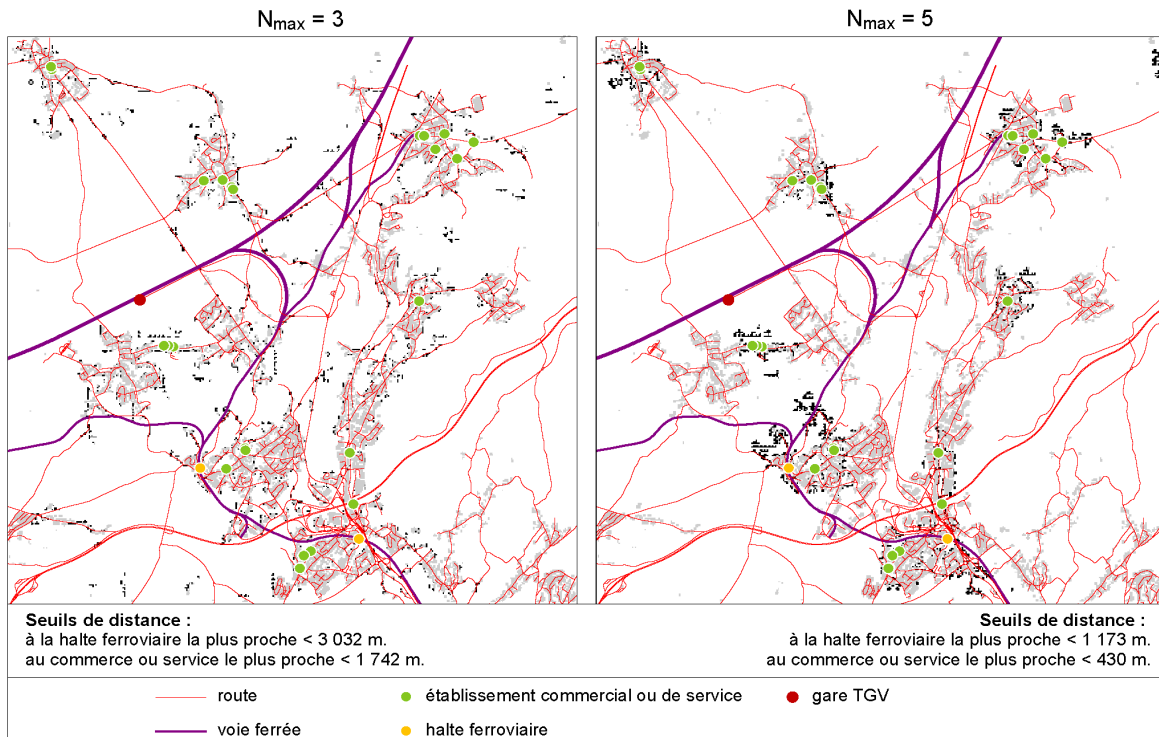 Nmax = 3
Nmax = 5
Seuils de distance :
à la halte ferroviaire la plus proche < 3 032 m.
au commerce ou service le plus proche < 1 742 m.
Seuils de distance :
à la halte ferroviaire la plus proche < 1 173 m.
au commerce ou service le plus proche < 430 m.
route
établissement commercial ou de service
gare TGV
voie ferrée
halte ferroviaire